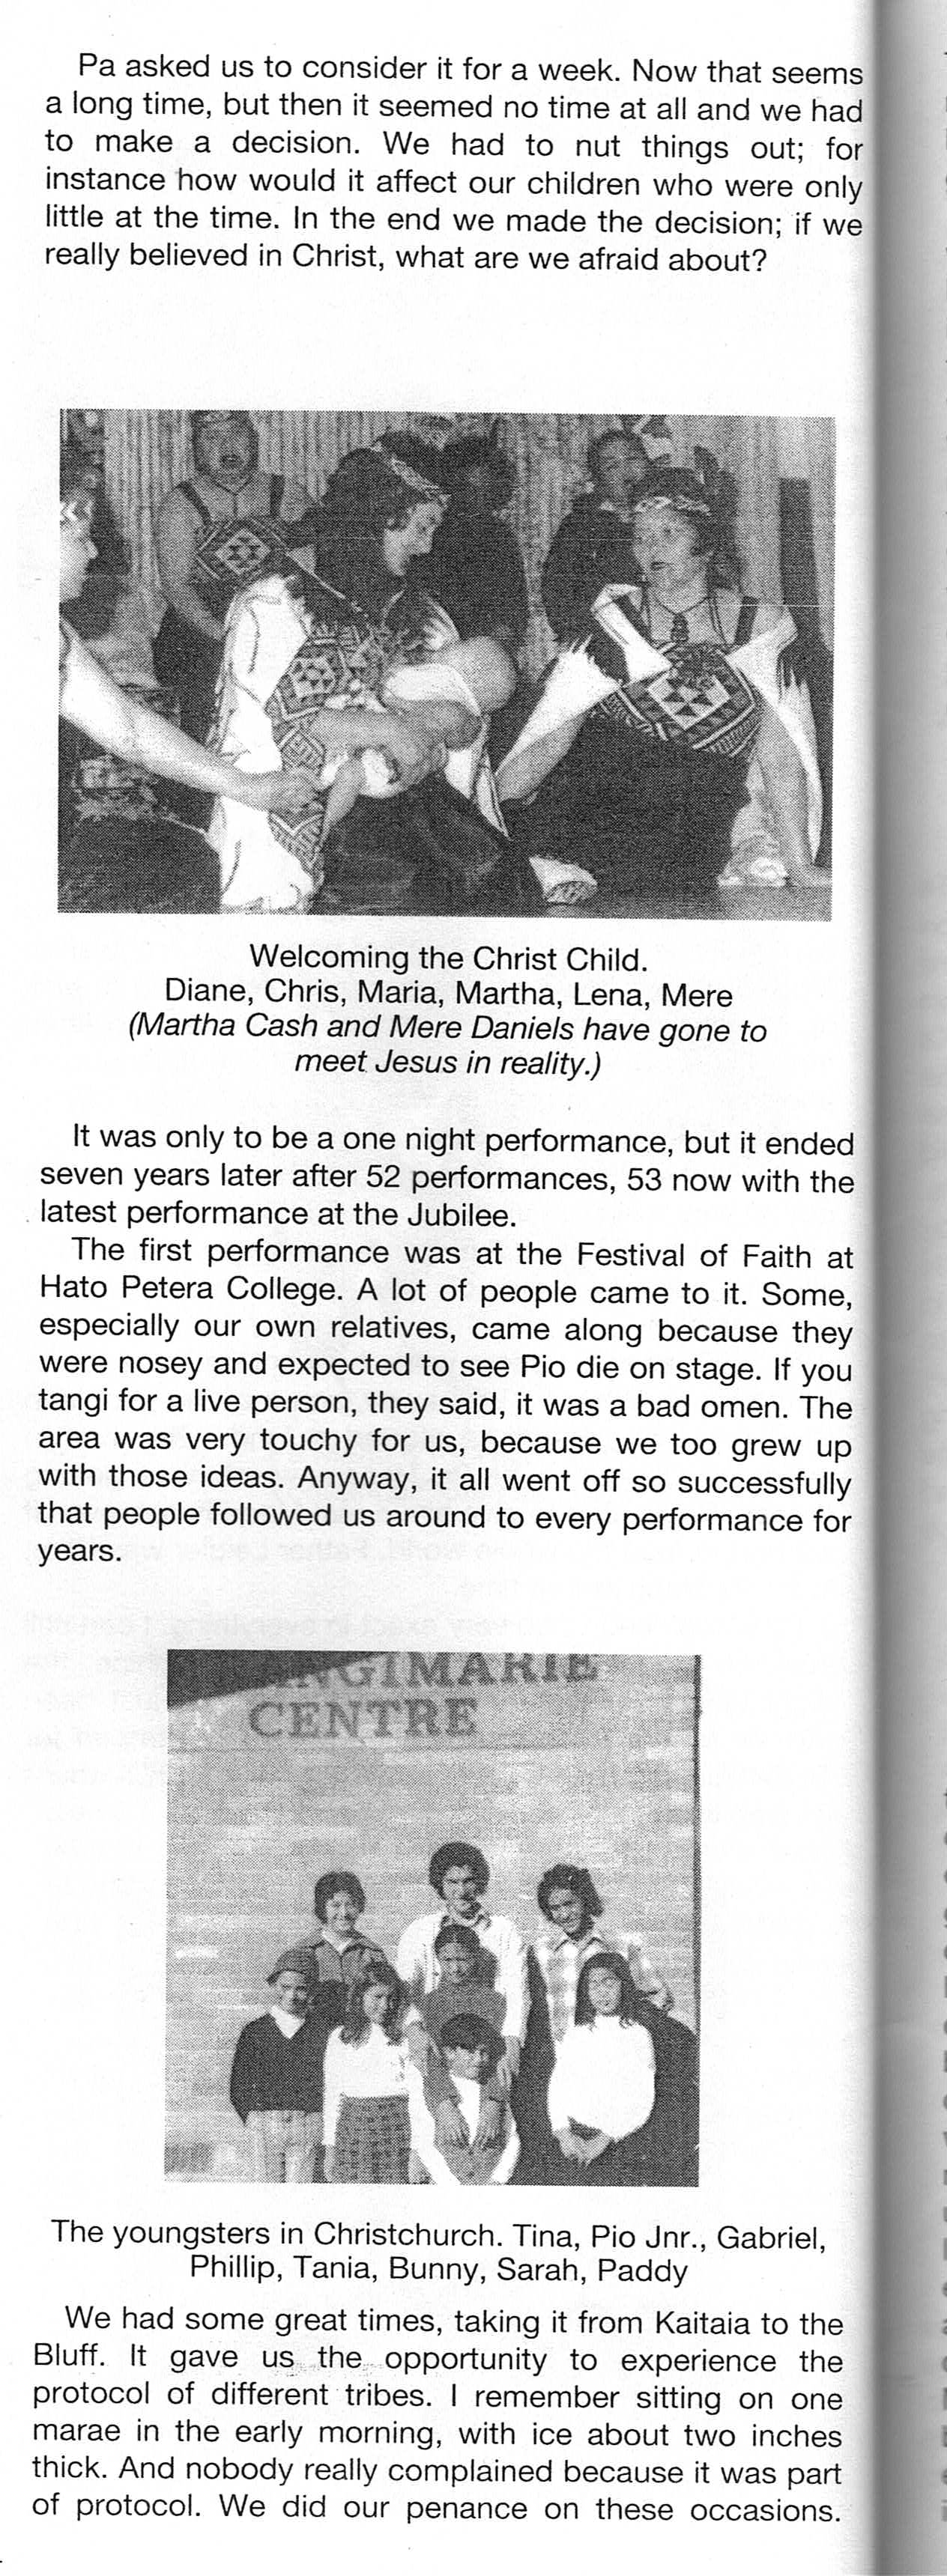 Pa asked us to consider it for a week. Now that seems
a long time, but then it seemed no time at all and we had
to make a decision. We had to nut things out; for
instance how would it affect our children who were only
little at the time. In the end we made the decision; if we
really believed in Christ, what are we afraid about?
Welcoming the Christ Child.
Diane, Chris, Maria, Martha, Lena, Mere
(Martha Cash and Mere Daniels have gone to
meet Jesus in reality.)
It was only to be a one night performance, but it ended
seven years later after 52 performances, 53 now with the
latest performance at the Jubilee.
The first performance was at the Festival of Faith at
Hato Petera College. A lot of people came to it. Some,
especially our own relatives, came along because they
were nosey and expected to see Pio die on stage. If you
tangi for a live person, they said, it was a bad omen. The
area was very touchy for us, because we too grew up
with those ideas. Anyway, it all went off so successfully
that people followed us around to every performance for
years.
ANGIMARIE
CENTRE
The youngsters in Christchurch. Tina, Pio Jnr., Gabriel,
Phillip, Tania, Bunny, Sarah, Paddy
We had some great times, taking it from Kaitaia to the
Bluff. It gave us the opportunity to experience the
protocol of different tribes. I remember sitting on one
marae in the early morning, with ice about two inches
thick. And nobody really complained because it was part
of protocol. We did our penance on these occasions.